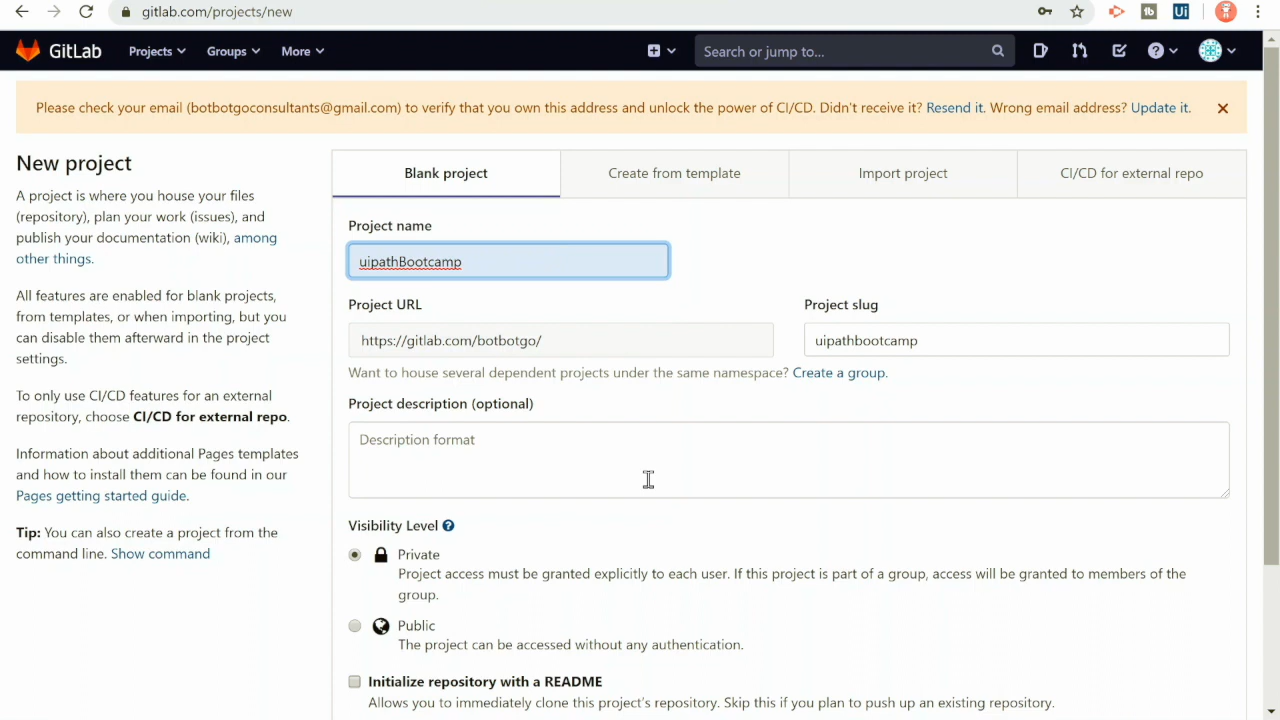 gitlab.com/projects/new
tb
Ui
GitLab
Projects
Groups
More
Search or jump to...
Please check your email (botbotgoconsultants@gmail.com) to verify that you own this address and unlock the power of CI/CD. Didn't receive it? Resend it. Wrong email address? Update it.
New project
A project is where you house your files
(repository), plan your work (issues), and
publish your documentation (wiki), among
other things.
All features are enabled for blank projects,
from templates, or when importing, but you
can disable them afterward in the project
settings.
To only use CI/CD features for an external
repository, choose CI/CD for external repo.
Information about additional Pages templates
and how to install them can be found in our
Pages getting started guide.
Tip: You can also create a project from the
command line. Show command
Blank project
Create from template
Import project
CI/CD for external repo
Project name
uipathBootcamp
Project URL
Project slug
https://gitlab.com/botbotgo/
uipathbootcamp
Want to house several dependent projects under the same namespace? Create a group.
Project description (optional)
Description format
Visibility Level
Private
Project access must be granted explicitly to each user. If this project is part of a group, access will be granted to members of the
group.
Public
The project can be accessed without any authentication.
Initialize repository with a README
Allows you to immediately clone this project's repository. Skip this if you plan to push up an existing repository.